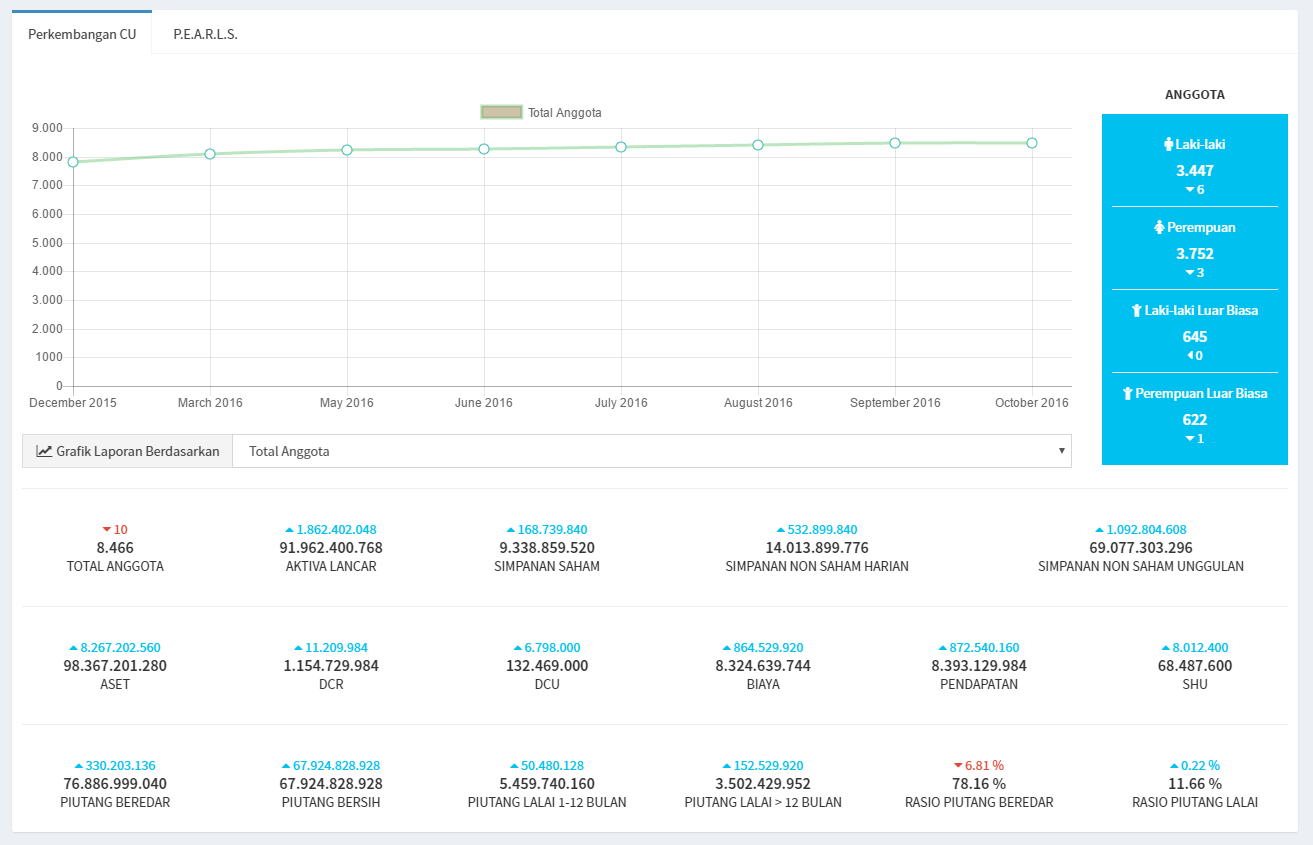 Perkembangan CU
P.E.A.R.L.S.
Total Anggota
9.000
8.000
7.000
6.000
5.000
4.000
3.000
2.000
1000
0
December 2015 March 2016 May 2016 June 2016 July 2016 August 2016 September 2016 October 2016
Grafik Laporan Berdasarkan Total Anggota
ANGGOTA
Laki-laki
3.447
6
Perempuan
3.752
3
Laki-laki Luar Biasa
645
0
Perempuan Luar Biasa
622
1
10
8.466
TOTAL ANGGOTA
1.862.402.048
91.962.400.768
AKTIVA LANCAR
168.739.840
9.338.859.520
SIMPANAN SAHAM
532.899.840
14.013.899.776
SIMPANAN NON SAHAM HARIAN
1.092.804.608
69.077.303.296
SIMPANAN NON SAHAM UNGGULAN
8.267.202.560
98.367.201.280
ASET
11.209.984
1.154.729.984
DCR
6.798.000
132.469.000
DCU
864.529.920
8.324.639.744
BIAYA
872.540.160
8.393.129.984
PENDAPATAN
8.012.400
68.487.600
SHU
330.203.136
76.886.999.040
PIUTANG BEREDAR
67.924.828.928
67.924.828.928
PIUTANG BERSIH
50.480.128
5.459.740.160
PIUTANG LALAI 1-12 BULAN
152.529.920
3.502.429.952
PIUTANG LALAI > 12 BULAN
6.81 %
78.16 %
RASIO PIUTANG BEREDAR
0.22 %
11.66 %
RASIO PIUTANG LALAI